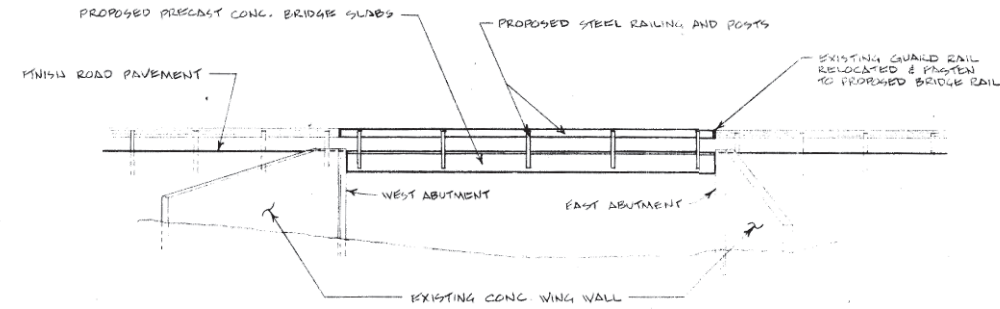 PROPOSED PRECAST CONC. BRIDGE SLABS
PROPOSED STEEL RAILING AND POSTS
FINISH ROAD PAVEMENT
EXISTING GUARD RAIL
RELOCATED & FASTEN
TO PROPOSED BRIDGE RAIL
WEST ABUTMENT
EAST ABUTMENT
EXISTING CONC. WING WALL